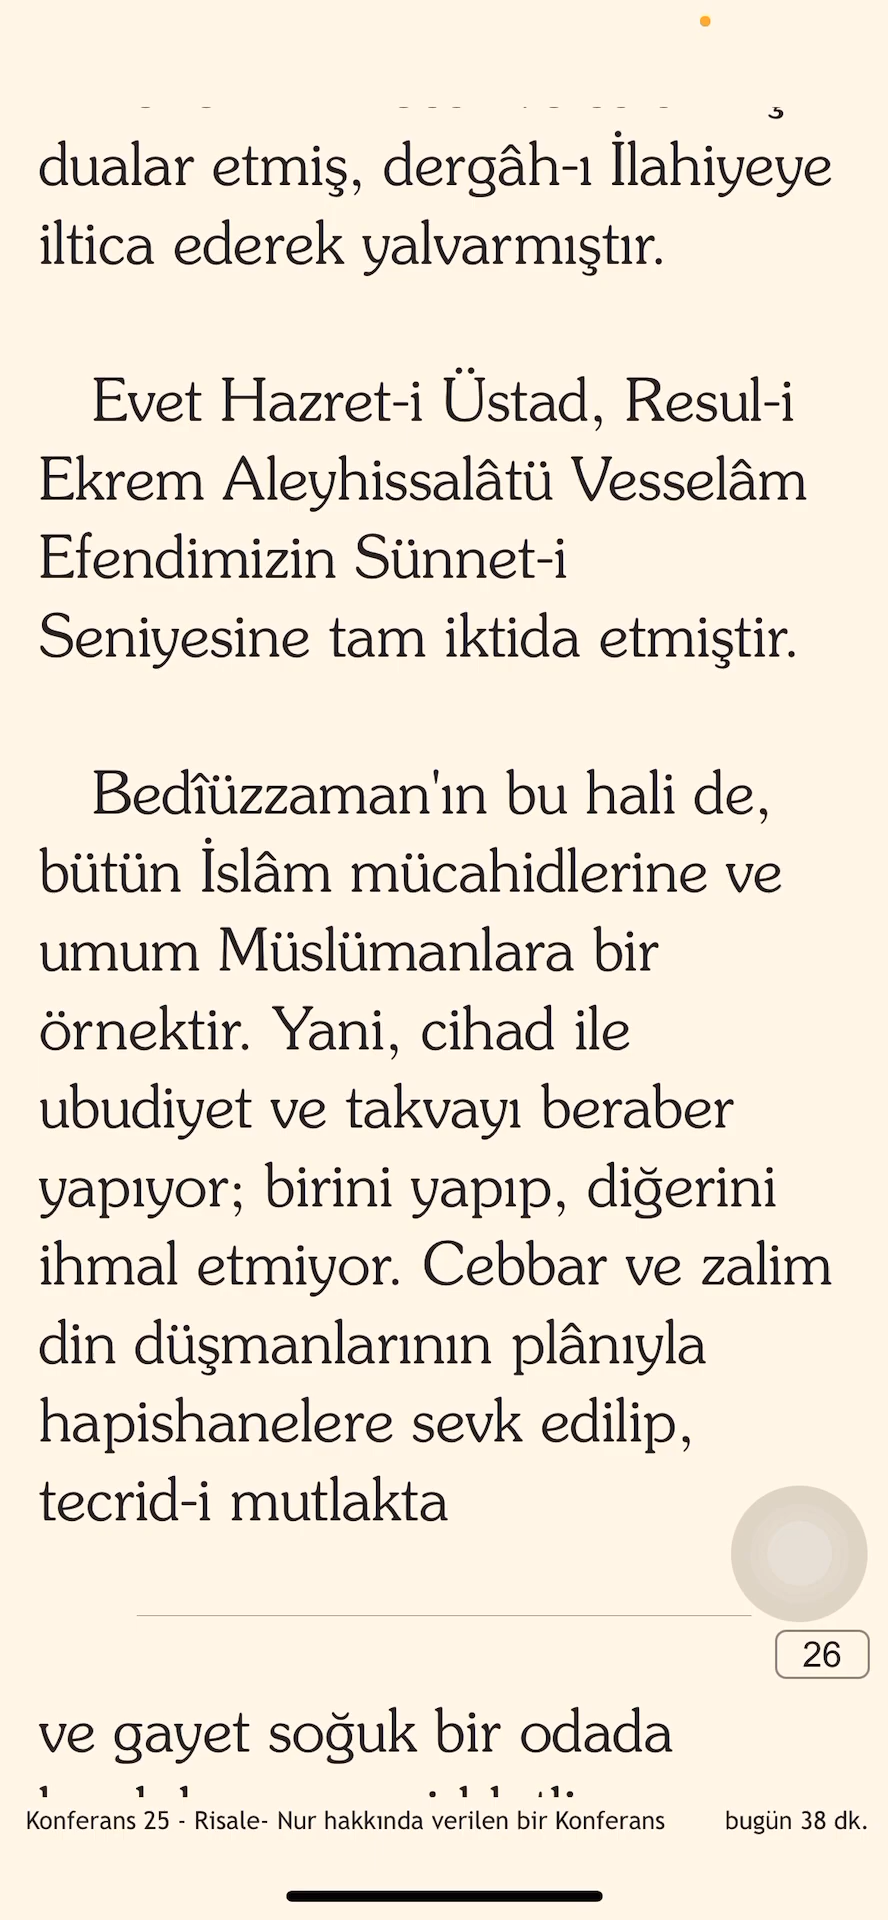 dualar etmiş, dergâh-ı İlahiyeye
iltica ederek yalvarmıştır.
Evet Hazret-i Üstad, Resul-i
Ekrem Aleyhissalâtü Vesselâm
Efendimizin Sünnet-i
Seniyesine tam iktida etmiştir.
Bedîüzzaman'ın bu hali de,
bütün İslâm mücahidlerine ve
umum Müslümanlara bir
örnektir. Yani, cihad ile
ubudiyet ve takvayı beraber
yapıyor; birini yapıp, diğerini
ihmal etmiyor. Cebbar ve zalim
din düşmanlarının plânıyla
hapishanelere sevk edilip,
tecrid-i mutlakta
26
ve gayet soğuk bir odada
Konferans 25 - Risale- Nur hakkında verilen bir Konferans bugün 38 dk.